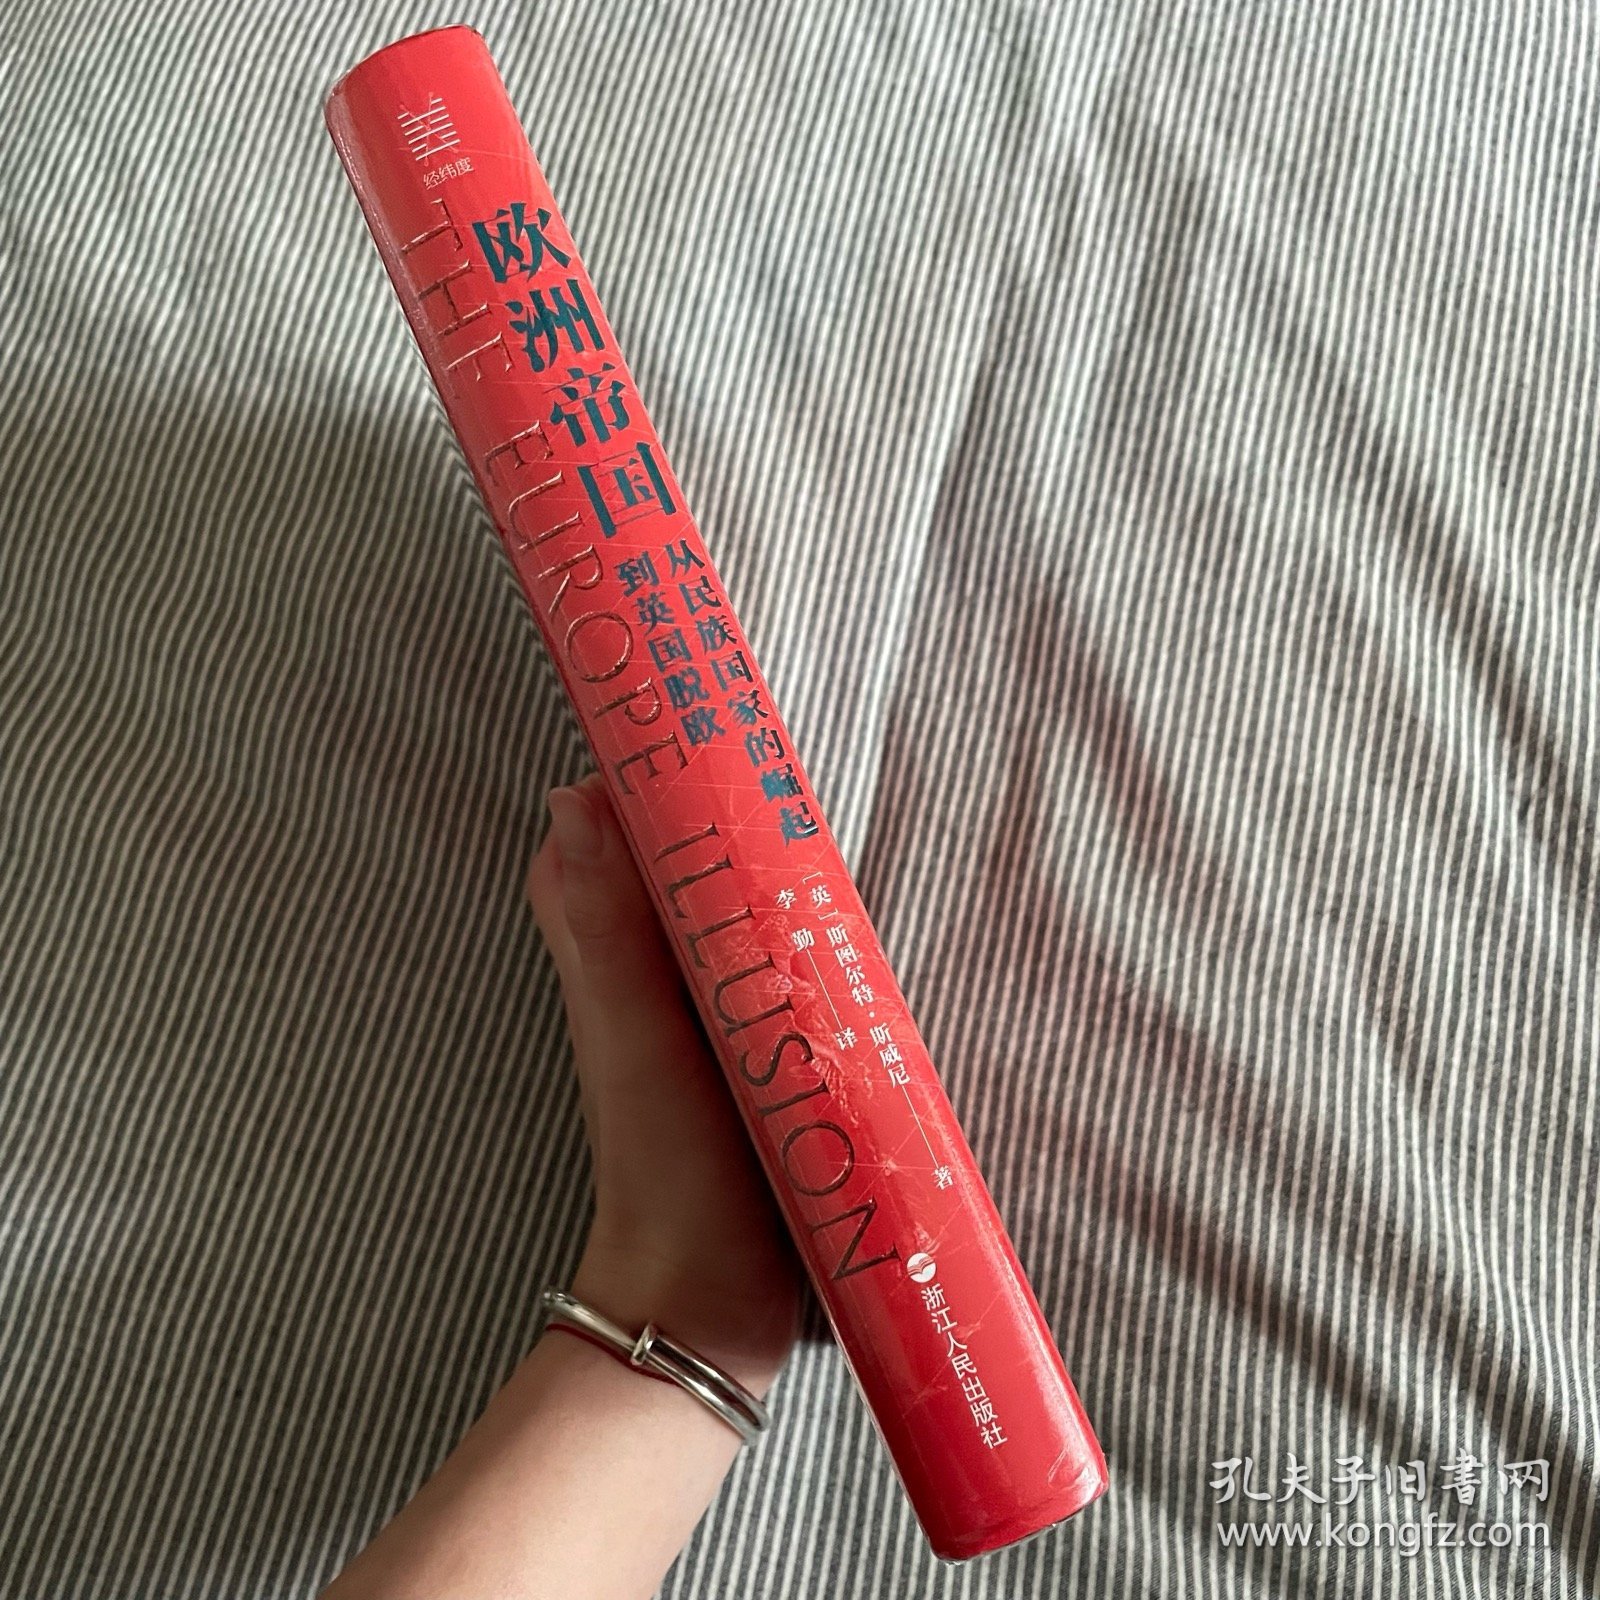 经纬度
欧洲帝国
从民族国家的崛起
到英国脱欧
THE EUROPE ILLUSION
[英]斯图尔特·斯威尼——著
李勤——译
浙江人民出版社
孔夫子旧书网
www.kongfz.com